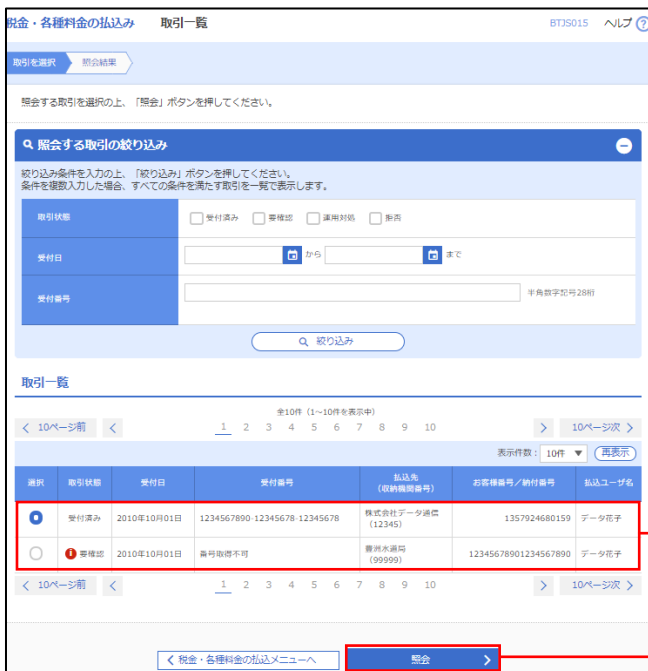 税金・各種料金の払込み 取引一覧 BTJS015 ヘルプ ?
取引を選択 照会結果
照会する取引を選択の上、「照会」ボタンを押してください。
照会する取引の絞り込み
絞り込み条件を入力の上、「絞り込み」ボタンを押してください。
条件を複数入力した場合、すべての条件を満たす取引を一覧で表示します。
取引状態 受付済み 要確認 運用対処 拒否
受付日 から まで
受付番号 半角数字記号28桁
絞り込み
取引一覧
全10件（1～10件を表示中）
< 10ページ前 < 1 2 3 4 5 6 7 8 9 10 > 10ページ次 >
表示件数： 10件 ▼ 再表示
選択 取引状態 受付日 受付番号 払込先（収納機関番号） お客様番号／納付番号 払込ユーザ名
受付済み 2010年10月01日 1234567890-12345678-12345678 株式会社データ通信（12345） 1357924680159 データ花子
! 要確認 2010年10月01日 番号取得不可 豊洲水道局（99999） 12345678901234567890 データ花子
< 10ページ前 < 1 2 3 4 5 6 7 8 9 10 > 10ページ次 >
< 税金・各種料金の払込メニューへ 照会 >